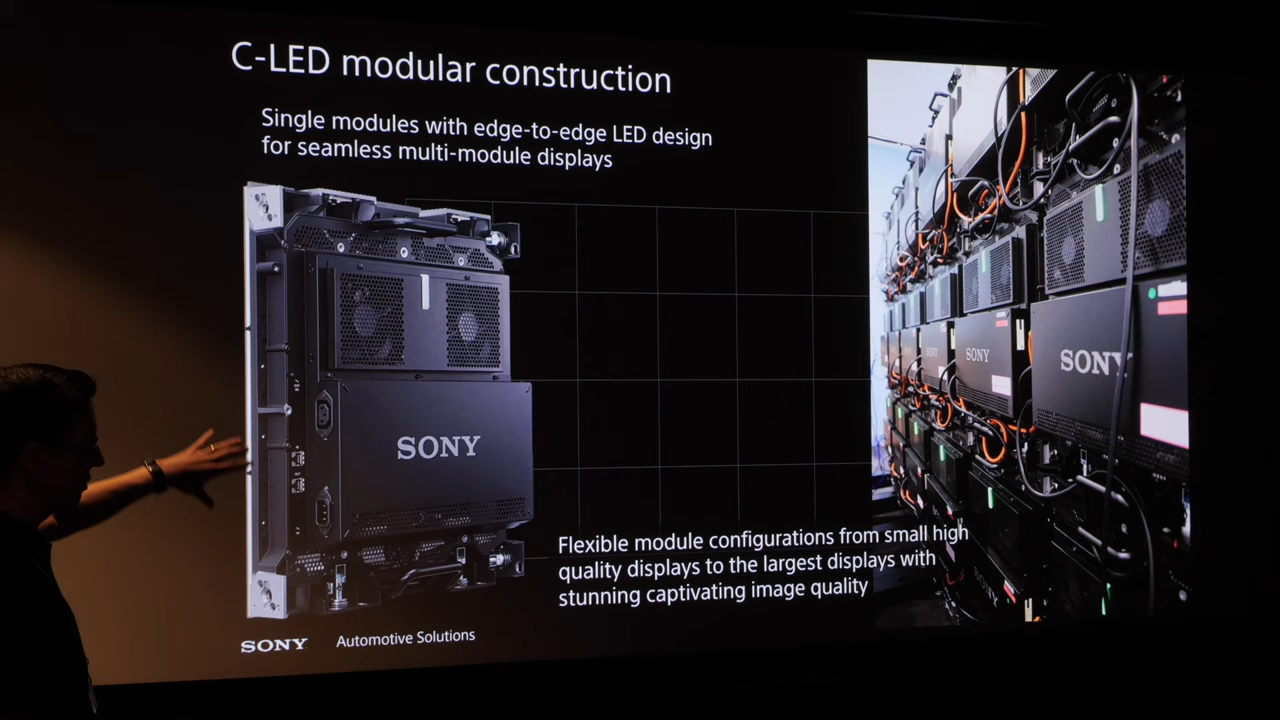 C-LED modular construction
Single modules with edge-to-edge LED design
for seamless multi-module displays
SONY
SONY
SONY
SONY
Flexible module configurations from small high
quality displays to the largest displays with
stunning captivating image quality
SONY Automotive Solutions